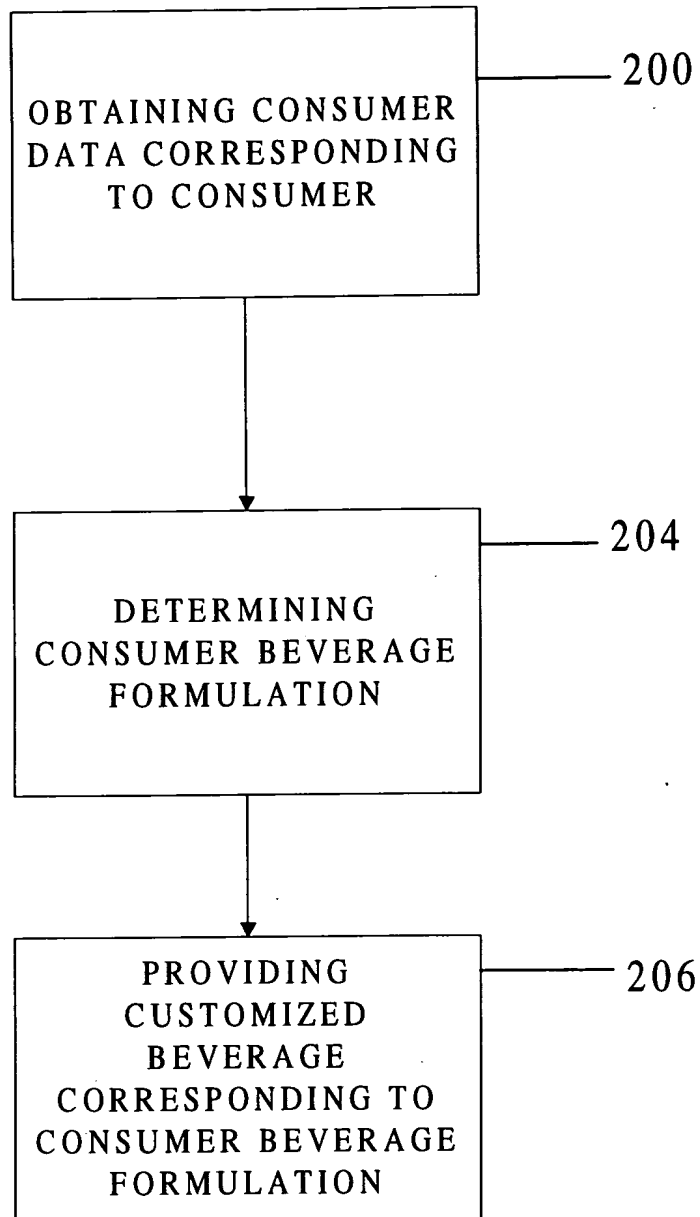 200
OBTAINING CONSUMER
DATA CORRESPONDING
TO CONSUMER
204
DETERMINING
CONSUMER BEVERAGE
FORMULATION
206
PROVIDING
CUSTOMIZED
BEVERAGE
CORRESPONDING TO
CONSUMER BEVERAGE
FORMULATION